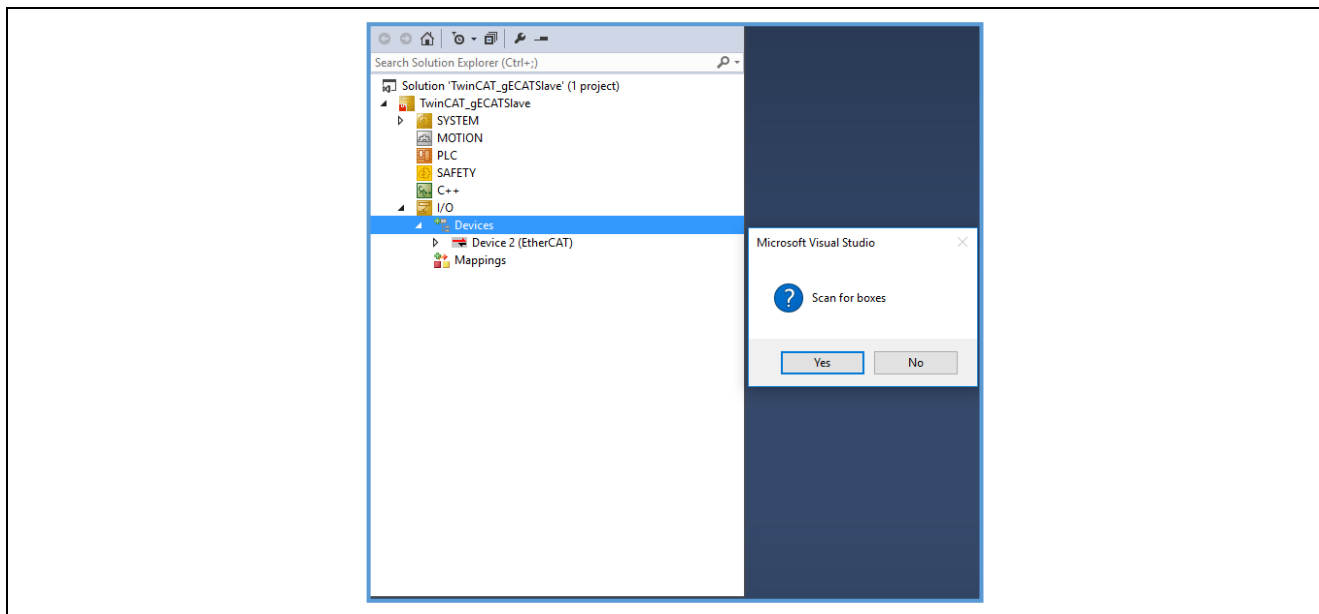 Search Solution Explorer (Ctrl+;)
Solution 'TwinCAT_gECATSlave' (1 project)
TwinCAT_gECATSlave
SYSTEM
MOTION
PLC
SAFETY
C++
I/O
Devices
Device 2 (EtherCAT)
Mappings
Microsoft Visual Studio
Scan for boxes
Yes
No